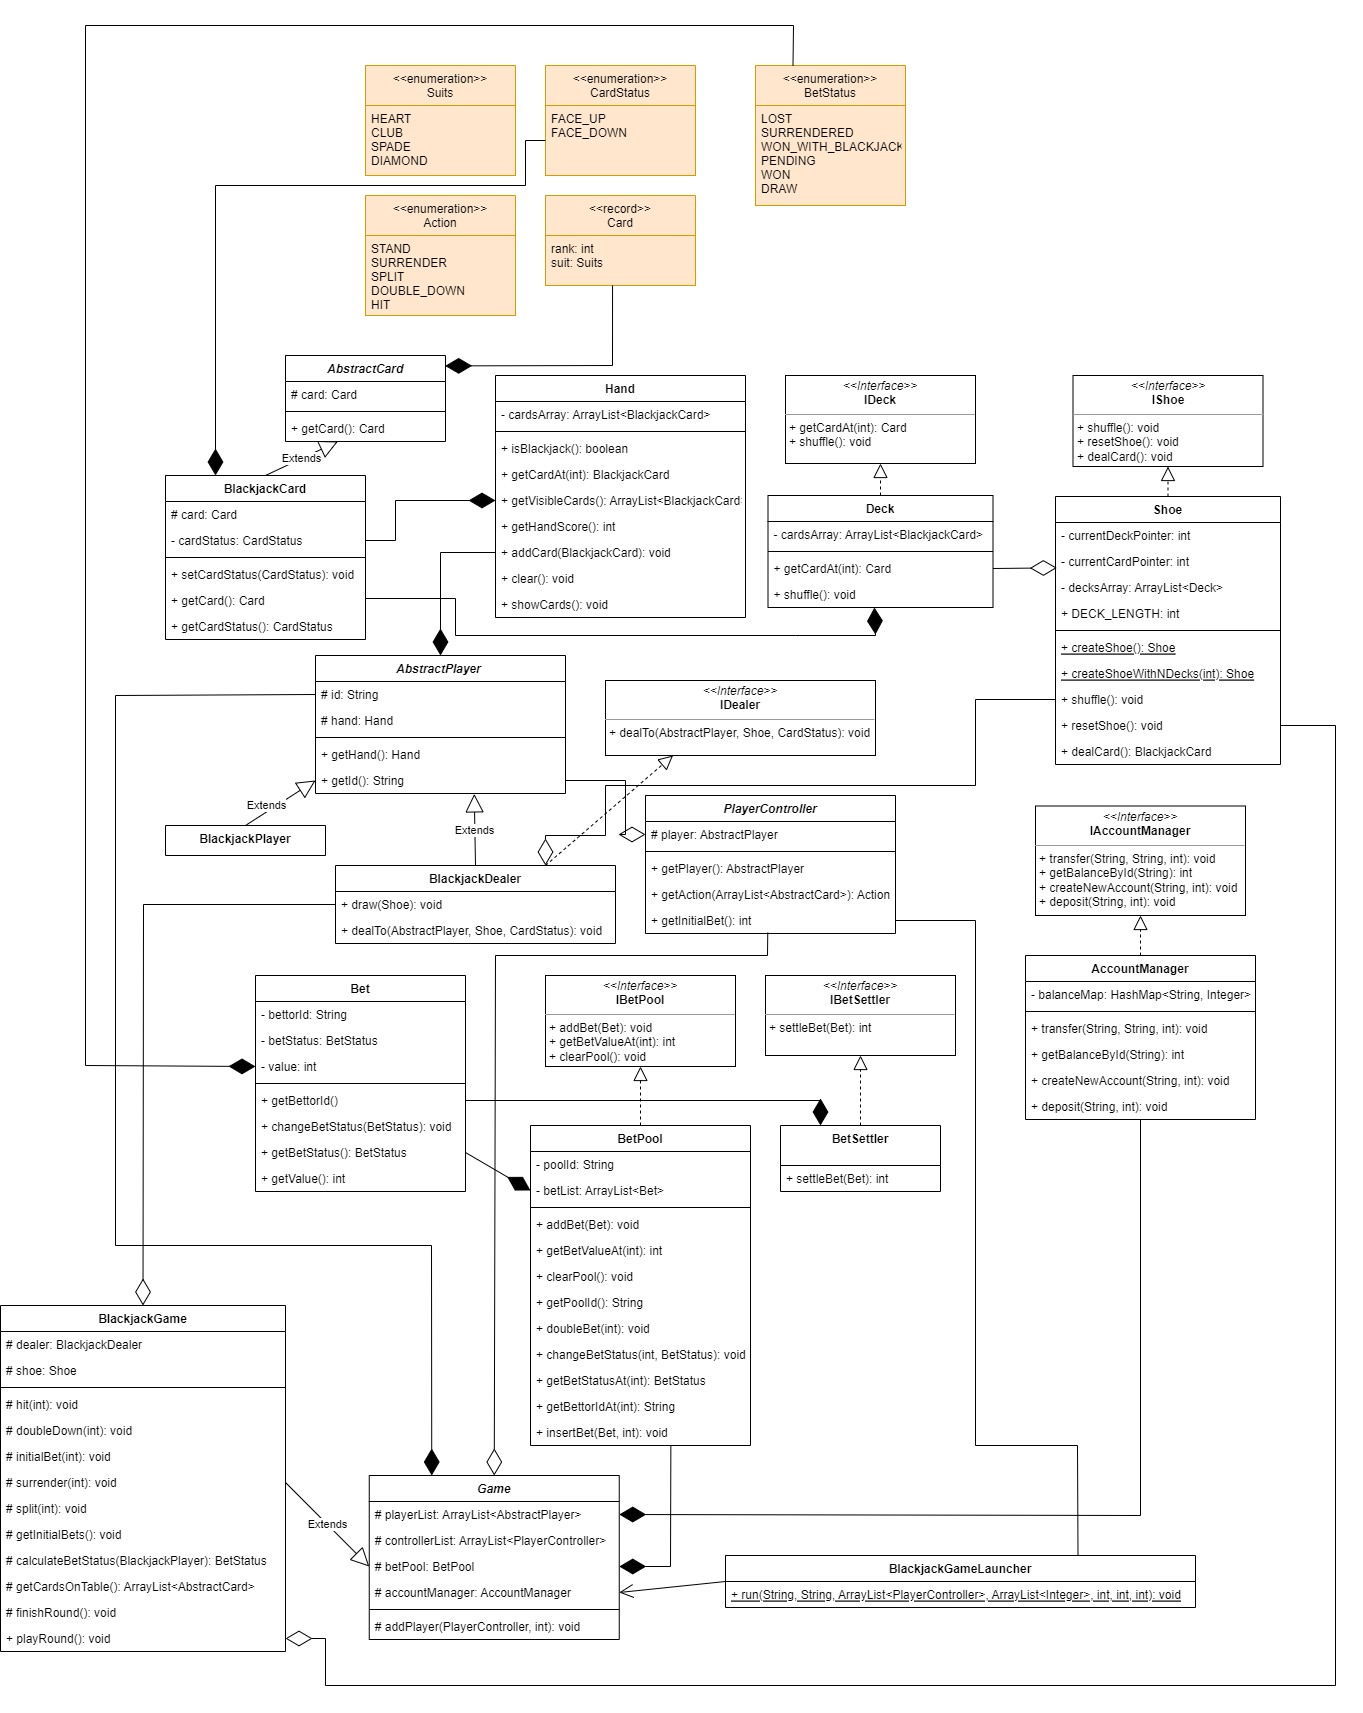 <<enumeration>>
Suits
HEART
CLUB
SPADE
DIAMOND
<<enumeration>>
CardStatus
FACE_UP
FACE_DOWN
<<enumeration>>
BetStatus
LOST
SURRENDERED
WON_WITH_BLACKJACK
PENDING
WON
DRAW
<<enumeration>>
Action
STAND
SURRENDER
SPLIT
DOUBLE_DOWN
HIT
<<record>>
Card
rank: int
suit: Suits
AbstractCard
# card: Card
+ getCard(): Card
Extends
BlackjackCard
# card: Card
- cardStatus: CardStatus
+ setCardStatus(CardStatus): void
+ getCard(): Card
+ getCardStatus(): CardStatus
Hand
- cardsArray: ArrayList<BlackjackCard>
+ isBlackjack(): boolean
+ getCardAt(int): BlackjackCard
+ getVisibleCards(): ArrayList<BlackjackCard
+ getHandScore(): int
+ addCard(BlackjackCard): void
+ clear(): void
+ showCards(): void
<<Interface>>
IDeck
+ getCardAt(int): Card
+ shuffle(): void
Deck
- cardsArray: ArrayList<BlackjackCard>
+ getCardAt(int): Card
+ shuffle(): void
<<Interface>>
IShoe
+ shuffle(): void
+ resetShoe(): void
+ dealCard(): void
Shoe
- currentDeckPointer: int
- currentCardPointer: int
- decksArray: ArrayList<Deck>
+ DECK_LENGTH: int
+ createShoe(): Shoe
+ createShoeWithNDecks(int): Shoe
+ shuffle(): void
+ resetShoe(): void
+ dealCard(): BlackjackCard
AbstractPlayer
# id: String
# hand: Hand
+ getHand(): Hand
+ getId(): String
Extends
BlackjackPlayer
Extends
<<Interface>>
IDealer
+ dealTo(AbstractPlayer, Shoe, CardStatus): void
BlackjackDealer
+ draw(Shoe): void
+ dealTo(AbstractPlayer, Shoe, CardStatus): void
PlayerController
# player: AbstractPlayer
+ getPlayer(): AbstractPlayer
+ getAction(ArrayList<AbstractCard>): Action
+ getInitialBet(): int
<<Interface>>
IAccountManager
+ transfer(String, String, int): void
+ getBalanceById(String): int
+ createNewAccount(String, int): void
+ deposit(String, int): void
AccountManager
- balanceMap: HashMap<String, Integer>
+ transfer(String, String, int): void
+ getBalanceById(String): int
+ createNewAccount(String, int): void
+ deposit(String, int): void
Bet
- bettorId: String
- betStatus: BetStatus
- value: int
+ getBettorId()
+ changeBetStatus(BetStatus): void
+ getBetStatus(): BetStatus
+ getValue(): int
<<Interface>>
IBetPool
+ addBet(Bet): void
+ getBetValueAt(int): int
+ clearPool(): void
<<Interface>>
IBetSettler
+ settleBet(Bet): int
BetPool
- poolId: String
- betList: ArrayList<Bet>
+ addBet(Bet): void
+ getBetValueAt(int): int
+ clearPool(): void
+ getPoolId(): String
+ doubleBet(int): void
+ changeBetStatus(int, BetStatus): void
+ getBetStatusAt(int): BetStatus
+ getBettorIdAt(int): String
+ insertBet(Bet, int): void
BetSettler
+ settleBet(Bet): int
BlackjackGame
# dealer: BlackjackDealer
# shoe: Shoe
# hit(int): void
# doubleDown(int): void
# initialBet(int): void
# surrender(int): void
# split(int): void
# getInitialBets(): void
# calculateBetStatus(BlackjackPlayer): BetStatus
# getCardsOnTable(): ArrayList<AbstractCard>
# finishRound(): void
+ playRound(): void
Extends
Game
# playerList: ArrayList<AbstractPlayer>
# controllerList: ArrayList<PlayerController>
# betPool: BetPool
# accountManager: AccountManager
# addPlayer(PlayerController, int): void
BlackjackGameLauncher
+ run(String, String, ArrayList<PlayerController>, ArrayList<Integer>, int, int, int): void